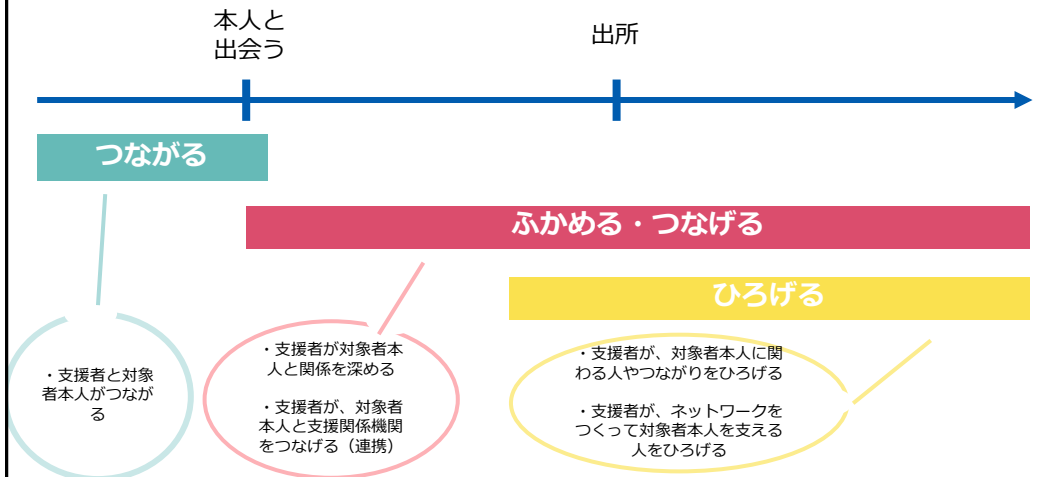 本人と
出会う
出所
つながる
ふかめる・つなげる
ひろげる
・支援者と対象
者本人がつなが
る
・支援者が対象者本
人と関係を深める
・支援者が、対象者
本人と支援関係機関
をつなげる（連携）
・支援者が、対象者本人に関
わる人やつながりをひろげる
・支援者が、ネットワークを
つくって対象者本人を支える
人をひろげる